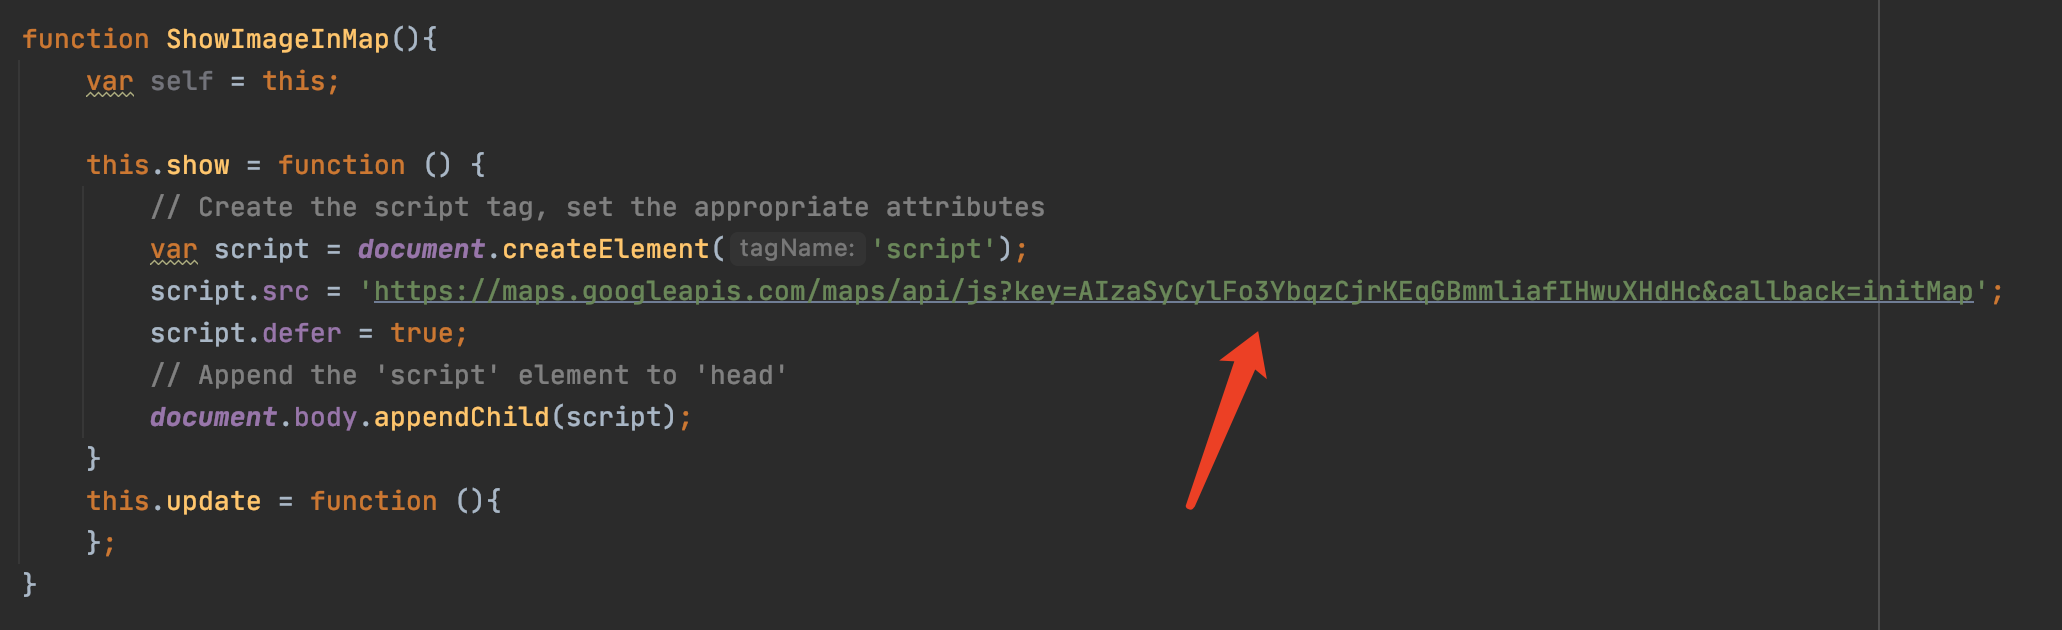 function ShowImageInMap(){
var self = this;
this.show = function () {
// Create the script tag, set the appropriate attributes
var script = document.createElement( tagName: 'script');
script.src = 'https://maps.googleapis.com/maps/api/js?key=AIzaSyCylFo3YbqzCjrKEqGBmmliafIHwuXHdHc&callback=initMap';
script.defer = true;
// Append the 'script' element to 'head'
document.body.appendChild(script);
}
this.update = function (){
};
}